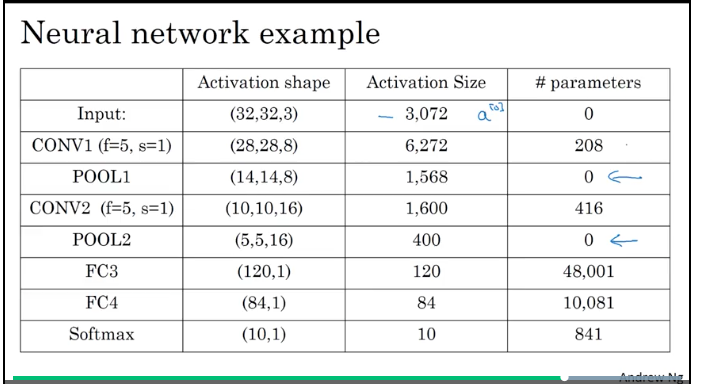 Neural network example
Activation shape Activation Size # parameters
Input: (32,32,3) – 3,072 a[0] 0
CONV1 (f=5, s=1) (28,28,8) 6,272 208
POOL1 (14,14,8) 1,568 0 ←
CONV2 (f=5, s=1) (10,10,16) 1,600 416
POOL2 (5,5,16) 400 0 ←
FC3 (120,1) 120 48,001
FC4 (84,1) 84 10,081
Softmax (10,1) 10 841
Andrew Ng